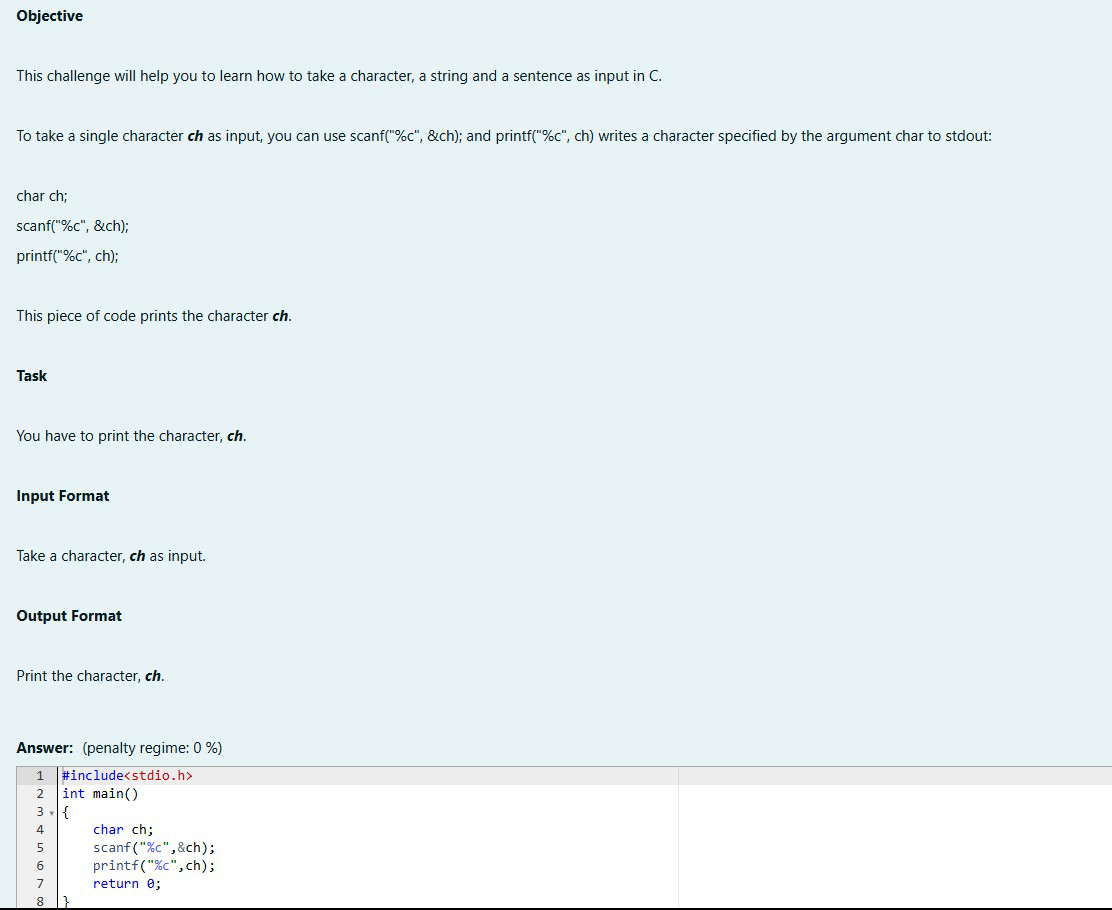 Objective
This challenge will help you to learn how to take a character, a string and a sentence as input in C.
To take a single character ch as input, you can use scanf("%c", &ch); and printf("%c", ch) writes a character specified by the argument char to stdout:
char ch;
scanf("%c", &ch);
printf("%c", ch);
This piece of code prints the character ch.
Task
You have to print the character, ch.
Input Format
Take a character, ch as input.
Output Format
Print the character, ch.
Answer: (penalty regime: 0 %)
1 #include<stdio.h>
2 int main()
3 {
4     char ch;
5     scanf("%c",&ch);
6     printf("%c",ch);
7     return 0;
8 }